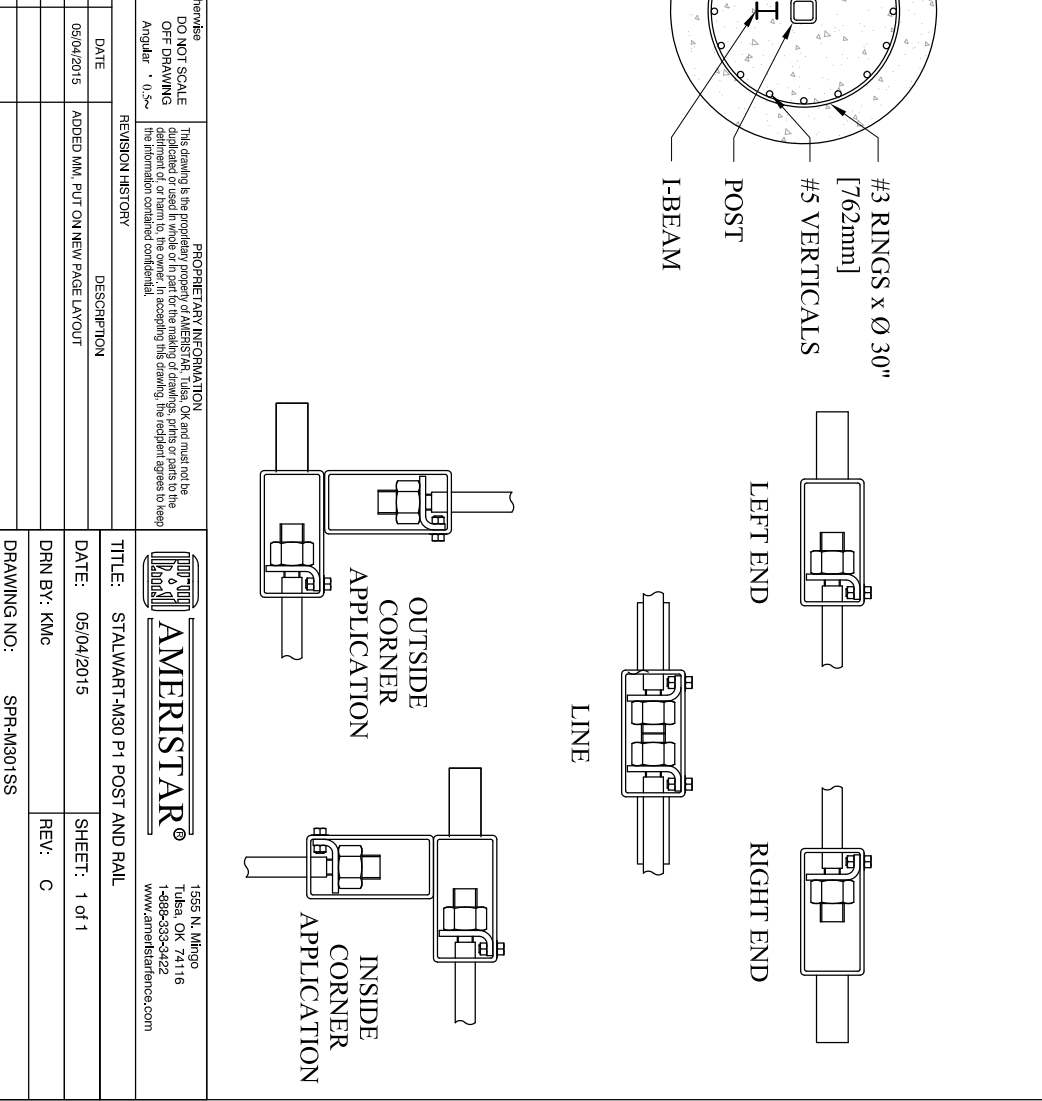 #3 RINGS x Ø 30"
[762mm]
#5 VERTICALS
POST
I-BEAM
LEFT END
RIGHT END
LINE
OUTSIDE
CORNER
APPLICATION
INSIDE
CORNER
APPLICATION
DO NOT SCALE
OFF DRAWING
Angular
PROPRIETARY INFORMATION
This drawing is the proprietary property of AMERISTAR, Tulsa, OK and must not be
duplicated or used in whole or in part for the making of drawings, prints or parts to the
detriment of, or harm to, the owner. In accepting this drawing, the recipient agrees to keep
the information contained confidential.
REVISION HISTORY
DATE
DESCRIPTION
05/04/2015
ADDED MM, PUT ON NEW PAGE LAYOUT
AMERISTAR®
1555 N. Mingo
Tulsa, OK 74116
1-888-333-3422
www.ameristarfence.com
TITLE: STALWART-M30 P1 POST AND RAIL
DATE: 05/04/2015
SHEET: 1 of 1
DRN BY: KMc
REV: C
DRAWING NO: SPR-M301SS